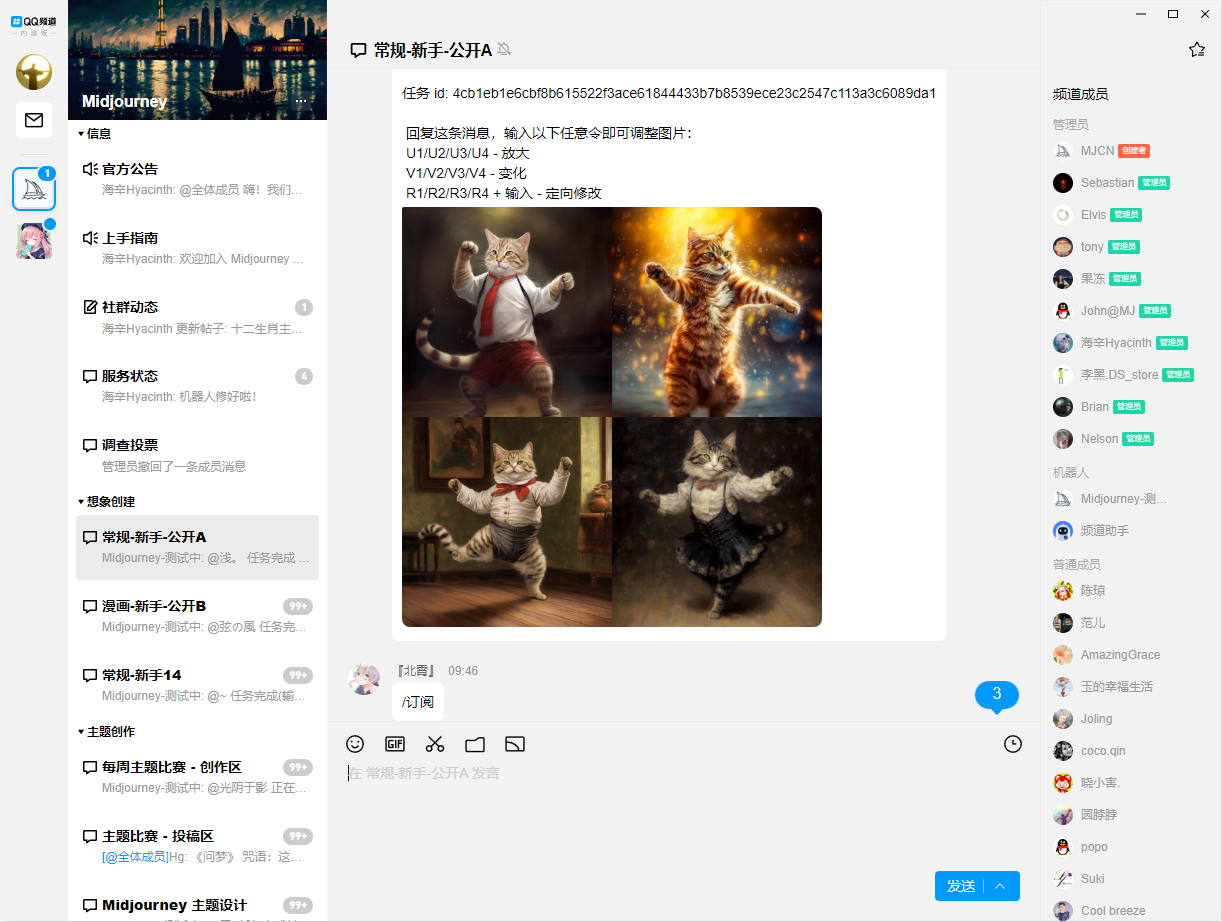 QQ频道
内测版
1
Midjourney
信息
官方公告
海辛Hyacinth: @全体成员 嗨！我们...
上手指南
海辛Hyacinth: 欢迎加入 Midjourney ...
社群动态
1
海辛Hyacinth 更新帖子: 十二生肖主...
服务状态
4
海辛Hyacinth: 机器人修好啦！
调查投票
管理员撤回了一条成员消息
想象创建
常规-新手-公开A
Midjourney-测试中: @浅。 任务完成 ...
漫画-新手-公开B
99+
Midjourney-测试中: @弦の風 任务完...
常规-新手14
99+
Midjourney-测试中: @~ 任务完成(输...
主题创作
每周主题比赛 - 创作区
99+
Midjourney-测试中: @光阴于影 正在...
主题比赛 - 投稿区
99+
[@全体成员]Hg: 《问梦》 咒语：这...
Midjourney 主题设计
99+
常规-新手-公开A
任务 id: 4cb1eb1e6cbf8b615522f3ace61844433b7b8539ece23c2547c113a3c6089da1
回复这条消息，输入以下任意令即可调整图片：
U1/U2/U3/U4 - 放大
V1/V2/V3/V4 - 变化
R1/R2/R3/R4 + 输入 - 定向修改
『北霄』 09:46
/订阅
3
GIF
在 常规-新手-公开A 发言
发送
频道成员
管理员
MJCN 创建者
Sebastian 管理员
Elvis 管理员
tony 管理员
果冻 管理员
John@MJ 管理员
海辛Hyacinth 管理员
李黑.DS_store 管理员
Brian 管理员
Nelson 管理员
机器人
Midjourney-测...
频道助手
普通成员
陈琼
范儿
AmazingGrace
玉的幸福生活
Joling
coco.qin
晓小害.
圆脖脖
popo
Suki
Cool breeze